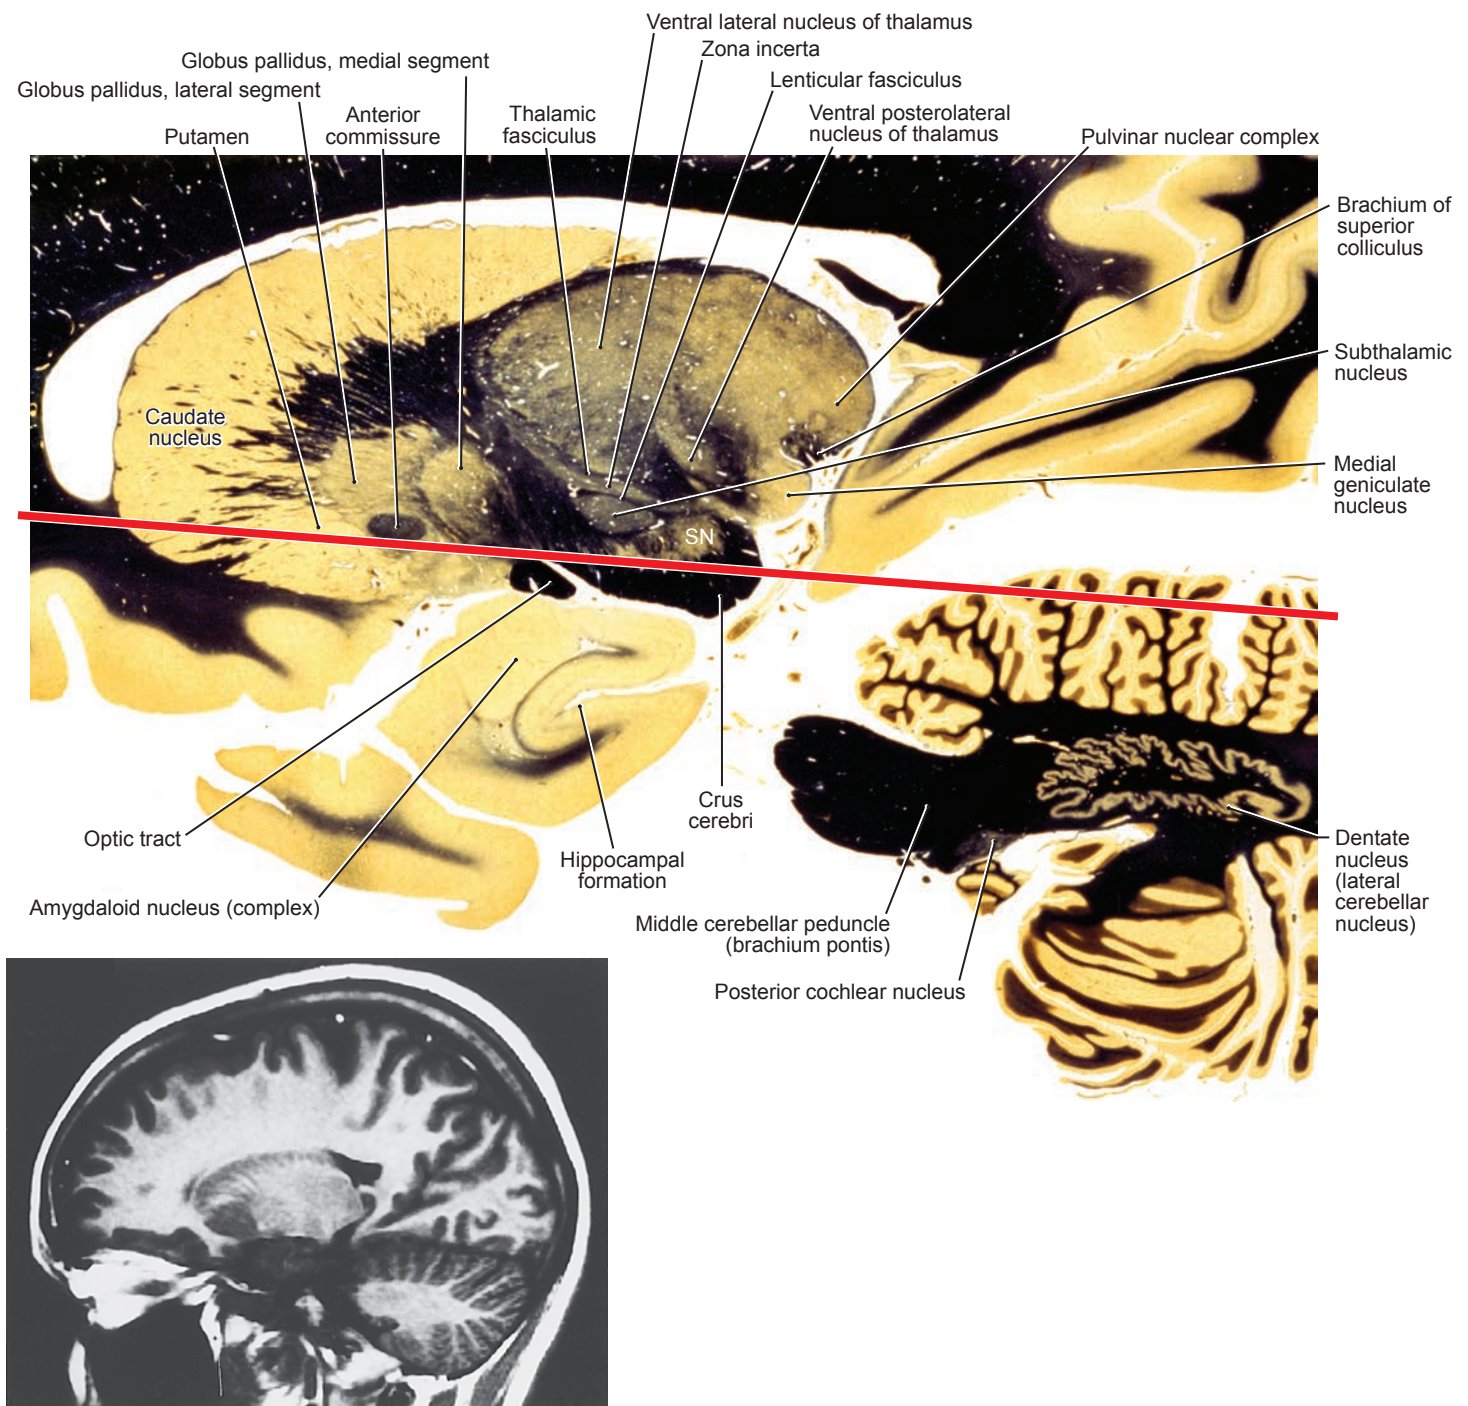 Ventral lateral nucleus of thalamus
Zona incerta
Globus pallidus, medial segment
Lenticular fasciculus
Globus pallidus, lateral segment
Anterior
commissure
Thalamic
fasciculus
Ventral posterolateral
nucleus of thalamus
Putamen
Pulvinar nuclear complex
Brachium of
superior
colliculus
Subthalamic
nucleus
Caudate
nucleus
Medial
geniculate
nucleus
SN
Crus
cerebri
Optic tract
Hippocampal
formation
Dentate
nucleus
(lateral
cerebellar
nucleus)
Amygdaloid nucleus (complex)
Middle cerebellar peduncle
(brachium pontis)
Posterior cochlear nucleus